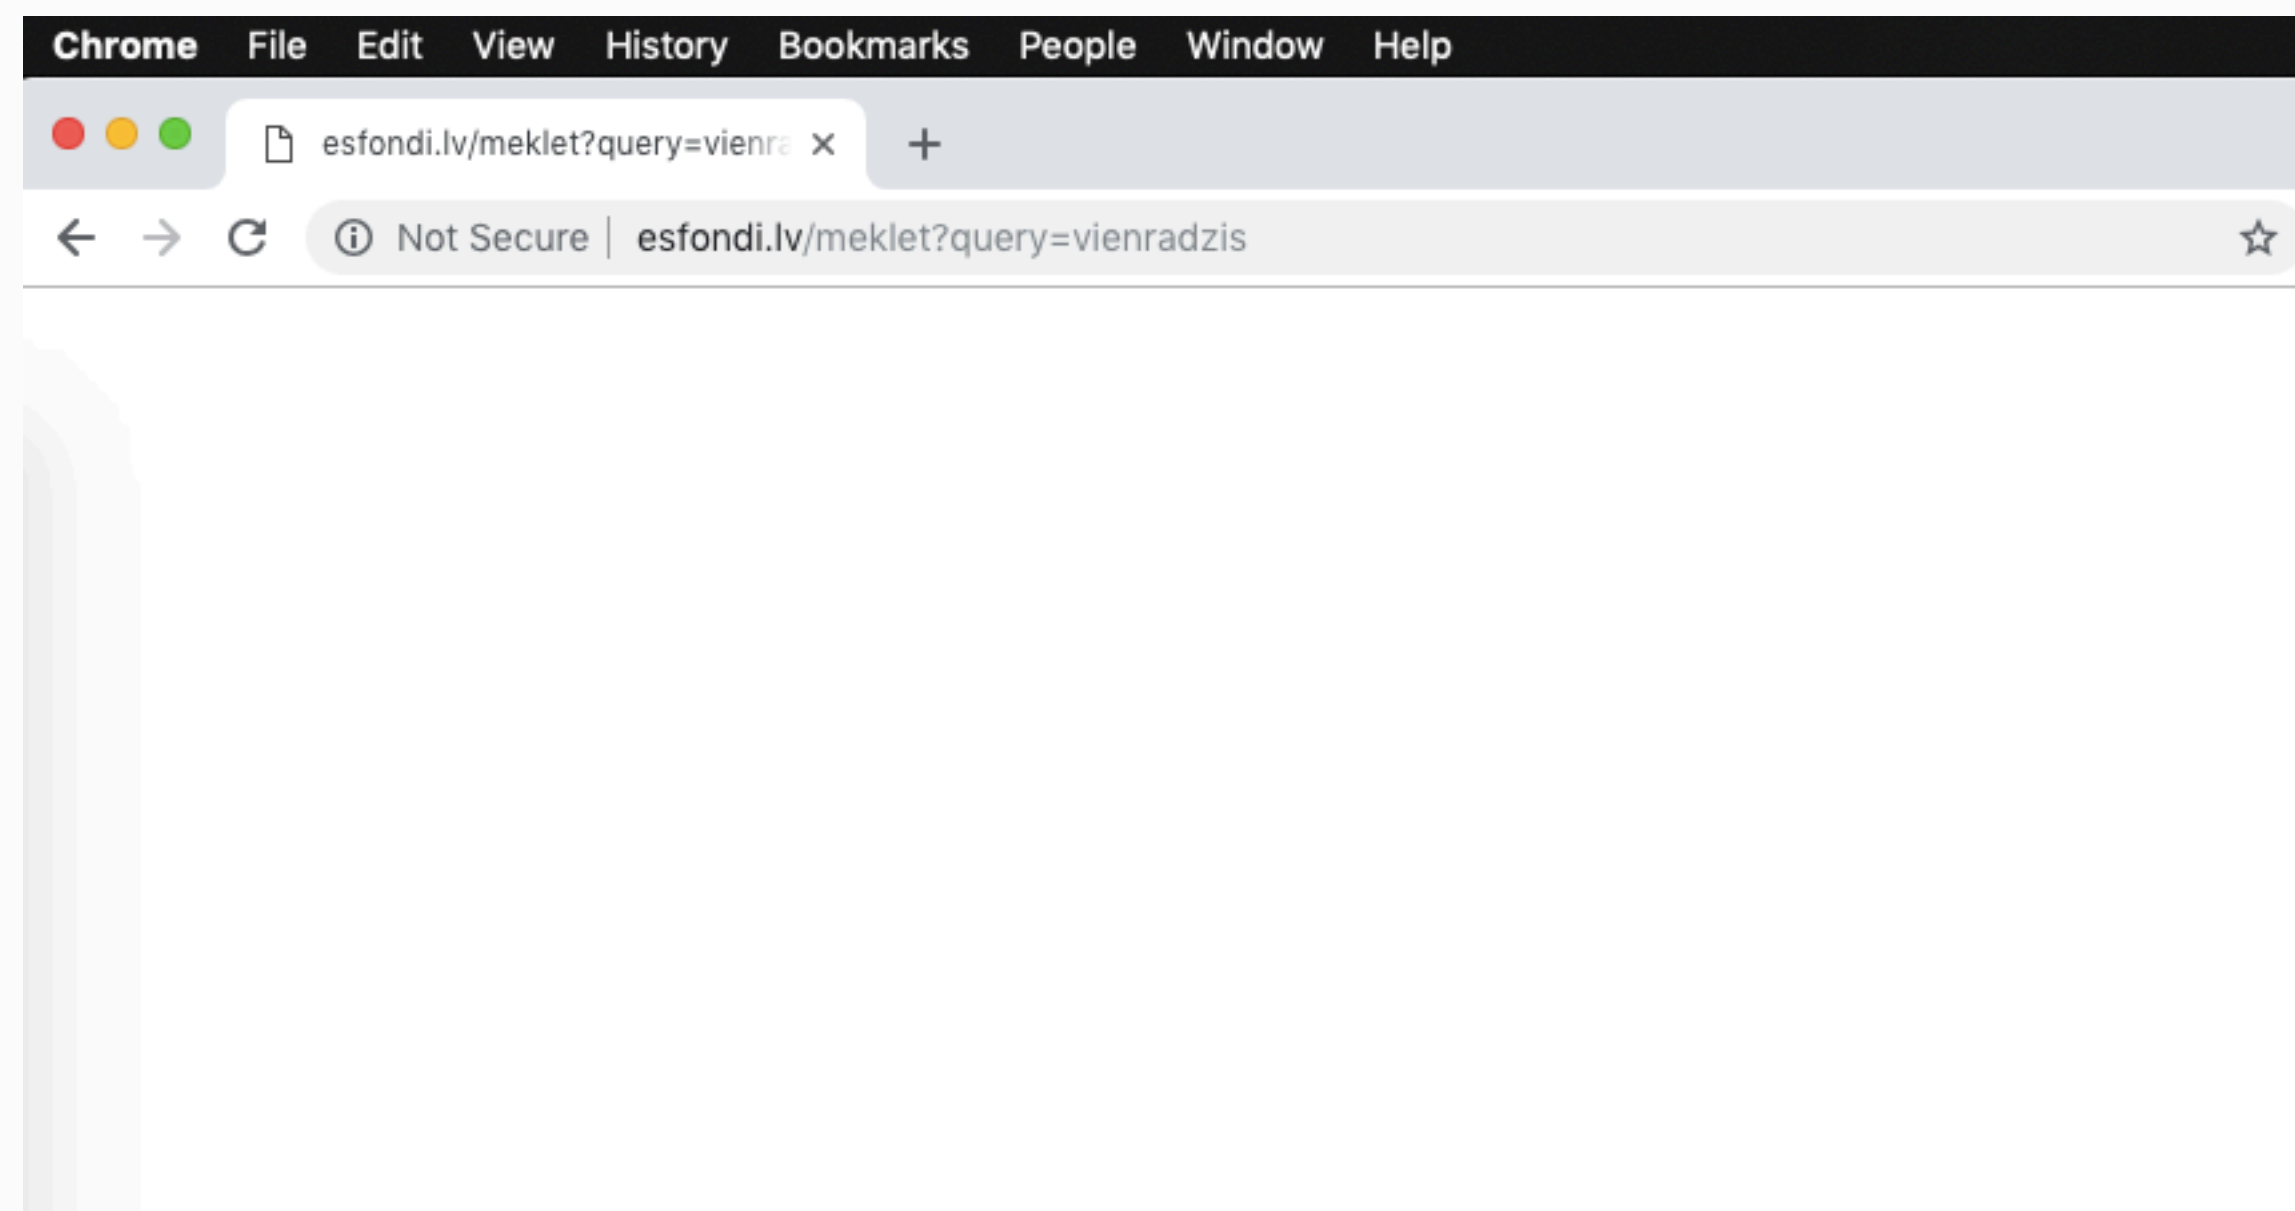 Chrome File Edit View History Bookmarks People Window Help
esfondi.lv/meklet?query=vienra
Not Secure esfondi.lv/meklet?query=vienradzis